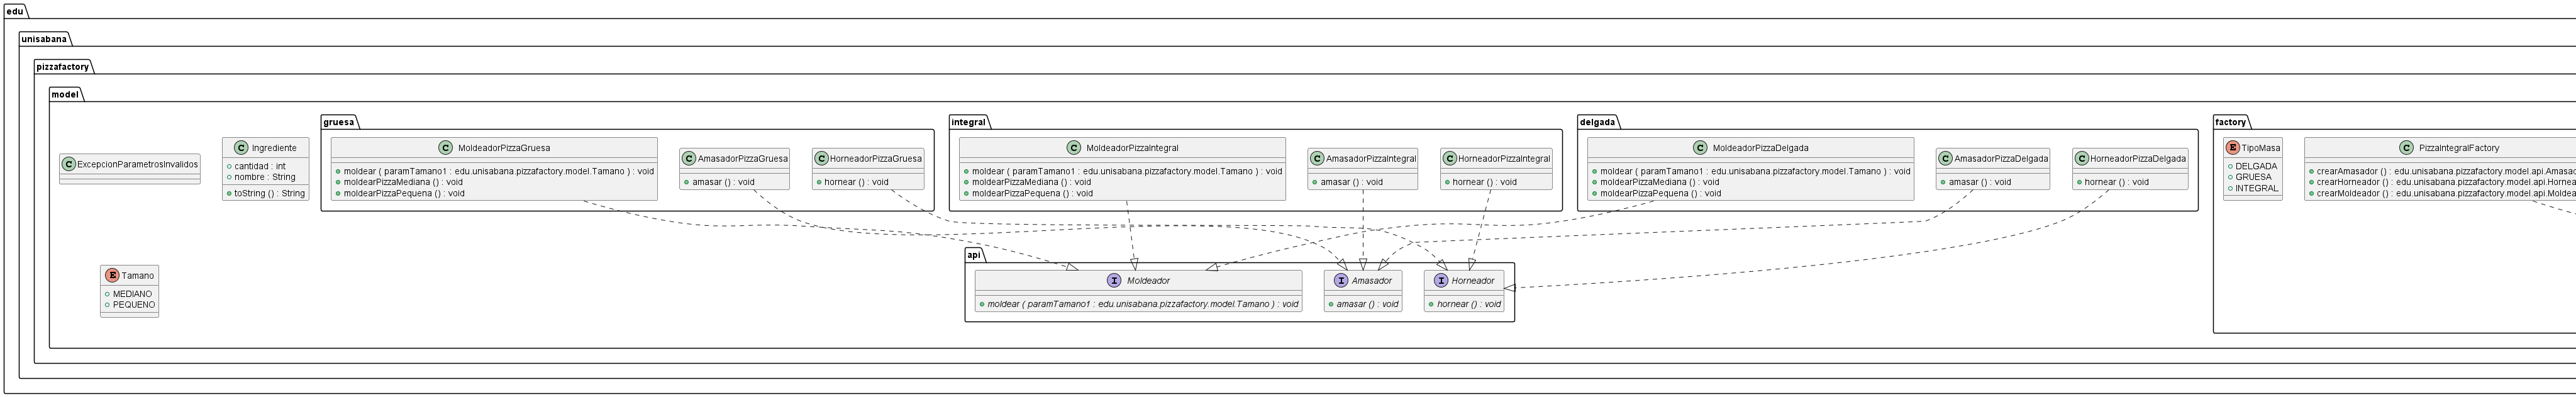 edu
unisabana
pizzafactory
model
gruesa
integral
delgada
factory
C MoldeadorPizzaGruesa
moldear ( paramTamano1 : edu.unisabana.pizzafactory.model.Tamano ) : void
moldearPizzaMediana () : void
moldearPizzaPequena () : void
C AmasadorPizzaGruesa
amasar () : void
C HorneadorPizzaGruesa
hornear () : void
C MoldeadorPizzaIntegral
moldear ( paramTamano1 : edu.unisabana.pizzafactory.model.Tamano ) : void
moldearPizzaMediana () : void
moldearPizzaPequena () : void
C AmasadorPizzaIntegral
amasar () : void
C HorneadorPizzaIntegral
hornear () : void
C MoldeadorPizzaDelgada
moldear ( paramTamano1 : edu.unisabana.pizzafactory.model.Tamano ) : void
moldearPizzaMediana () : void
moldearPizzaPequena () : void
C AmasadorPizzaDelgada
amasar () : void
C HorneadorPizzaDelgada
hornear () : void
E TipoMasa
DELGADA
GRUESA
INTEGRAL
C PizzaIntegralFactory
crearAmasador () : edu.unisabana.pizzafactory.model.api.Amasad
crearHorneador () : edu.unisabana.pizzafactory.model.api.Hornea
crearMoldeador () : edu.unisabana.pizzafactory.model.api.Moldea
C ExcepcionParametrosInvalidos
C Ingrediente
cantidad : int
nombre : String
toString () : String
E Tamano
MEDIANO
PEQUENO
api
I Moldeador
moldear ( paramTamano1 : edu.unisabana.pizzafactory.model.Tamano ) : void
I Amasador
amasar () : void
I Horneador
hornear () : void